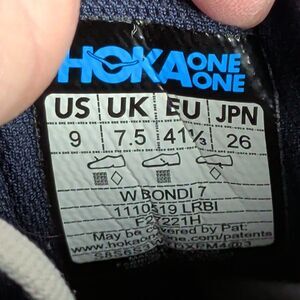 HOKA ONE ONE
US UK EU JPN
9 7.5 41⅓ 26
W BONDI 7
1110519 LRBI
F27221H
May be covered by Pat:
www.hokaoneone.com/patents